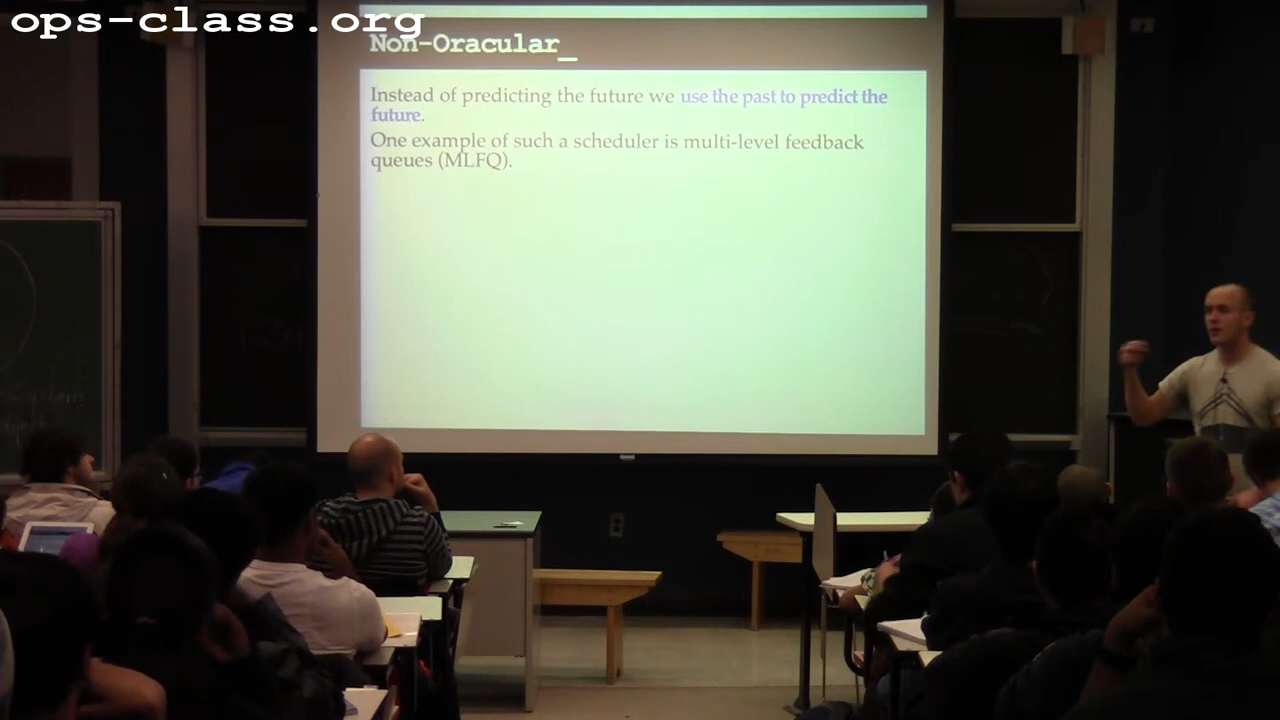 ops-class.org
Non-Oracular_
Instead of predicting the future we use the past to predict the
future.
One example of such a scheduler is multi-level feedback
queues (MLFQ).